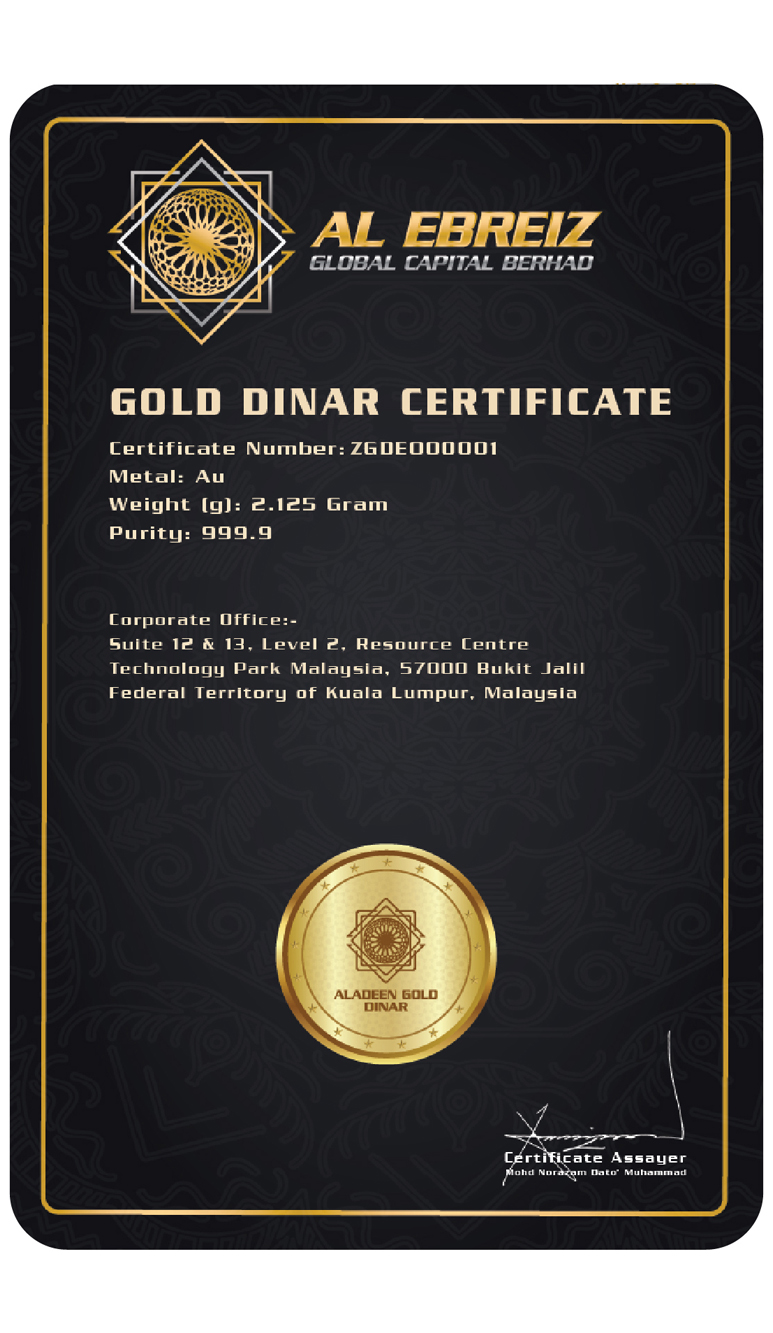 AL EBREIZ
GLOBAL CAPITAL BERHAD
GOLD DINAR CERTIFICATE
Certificate Number: ZGDE000001
Metal: Au
Weight (g): 2.125 Gram
Purity: 999.9
Corporate Office:-
Suite 12 & 13, Level 2, Resource Centre
Technology Park Malaysia, 57000 Bukit Jalil
Federal Territory of Kuala Lumpur, Malaysia
ALADEEN GOLD
DINAR
Certificate Assayer
Mohd Norazam Dato' Muhammad